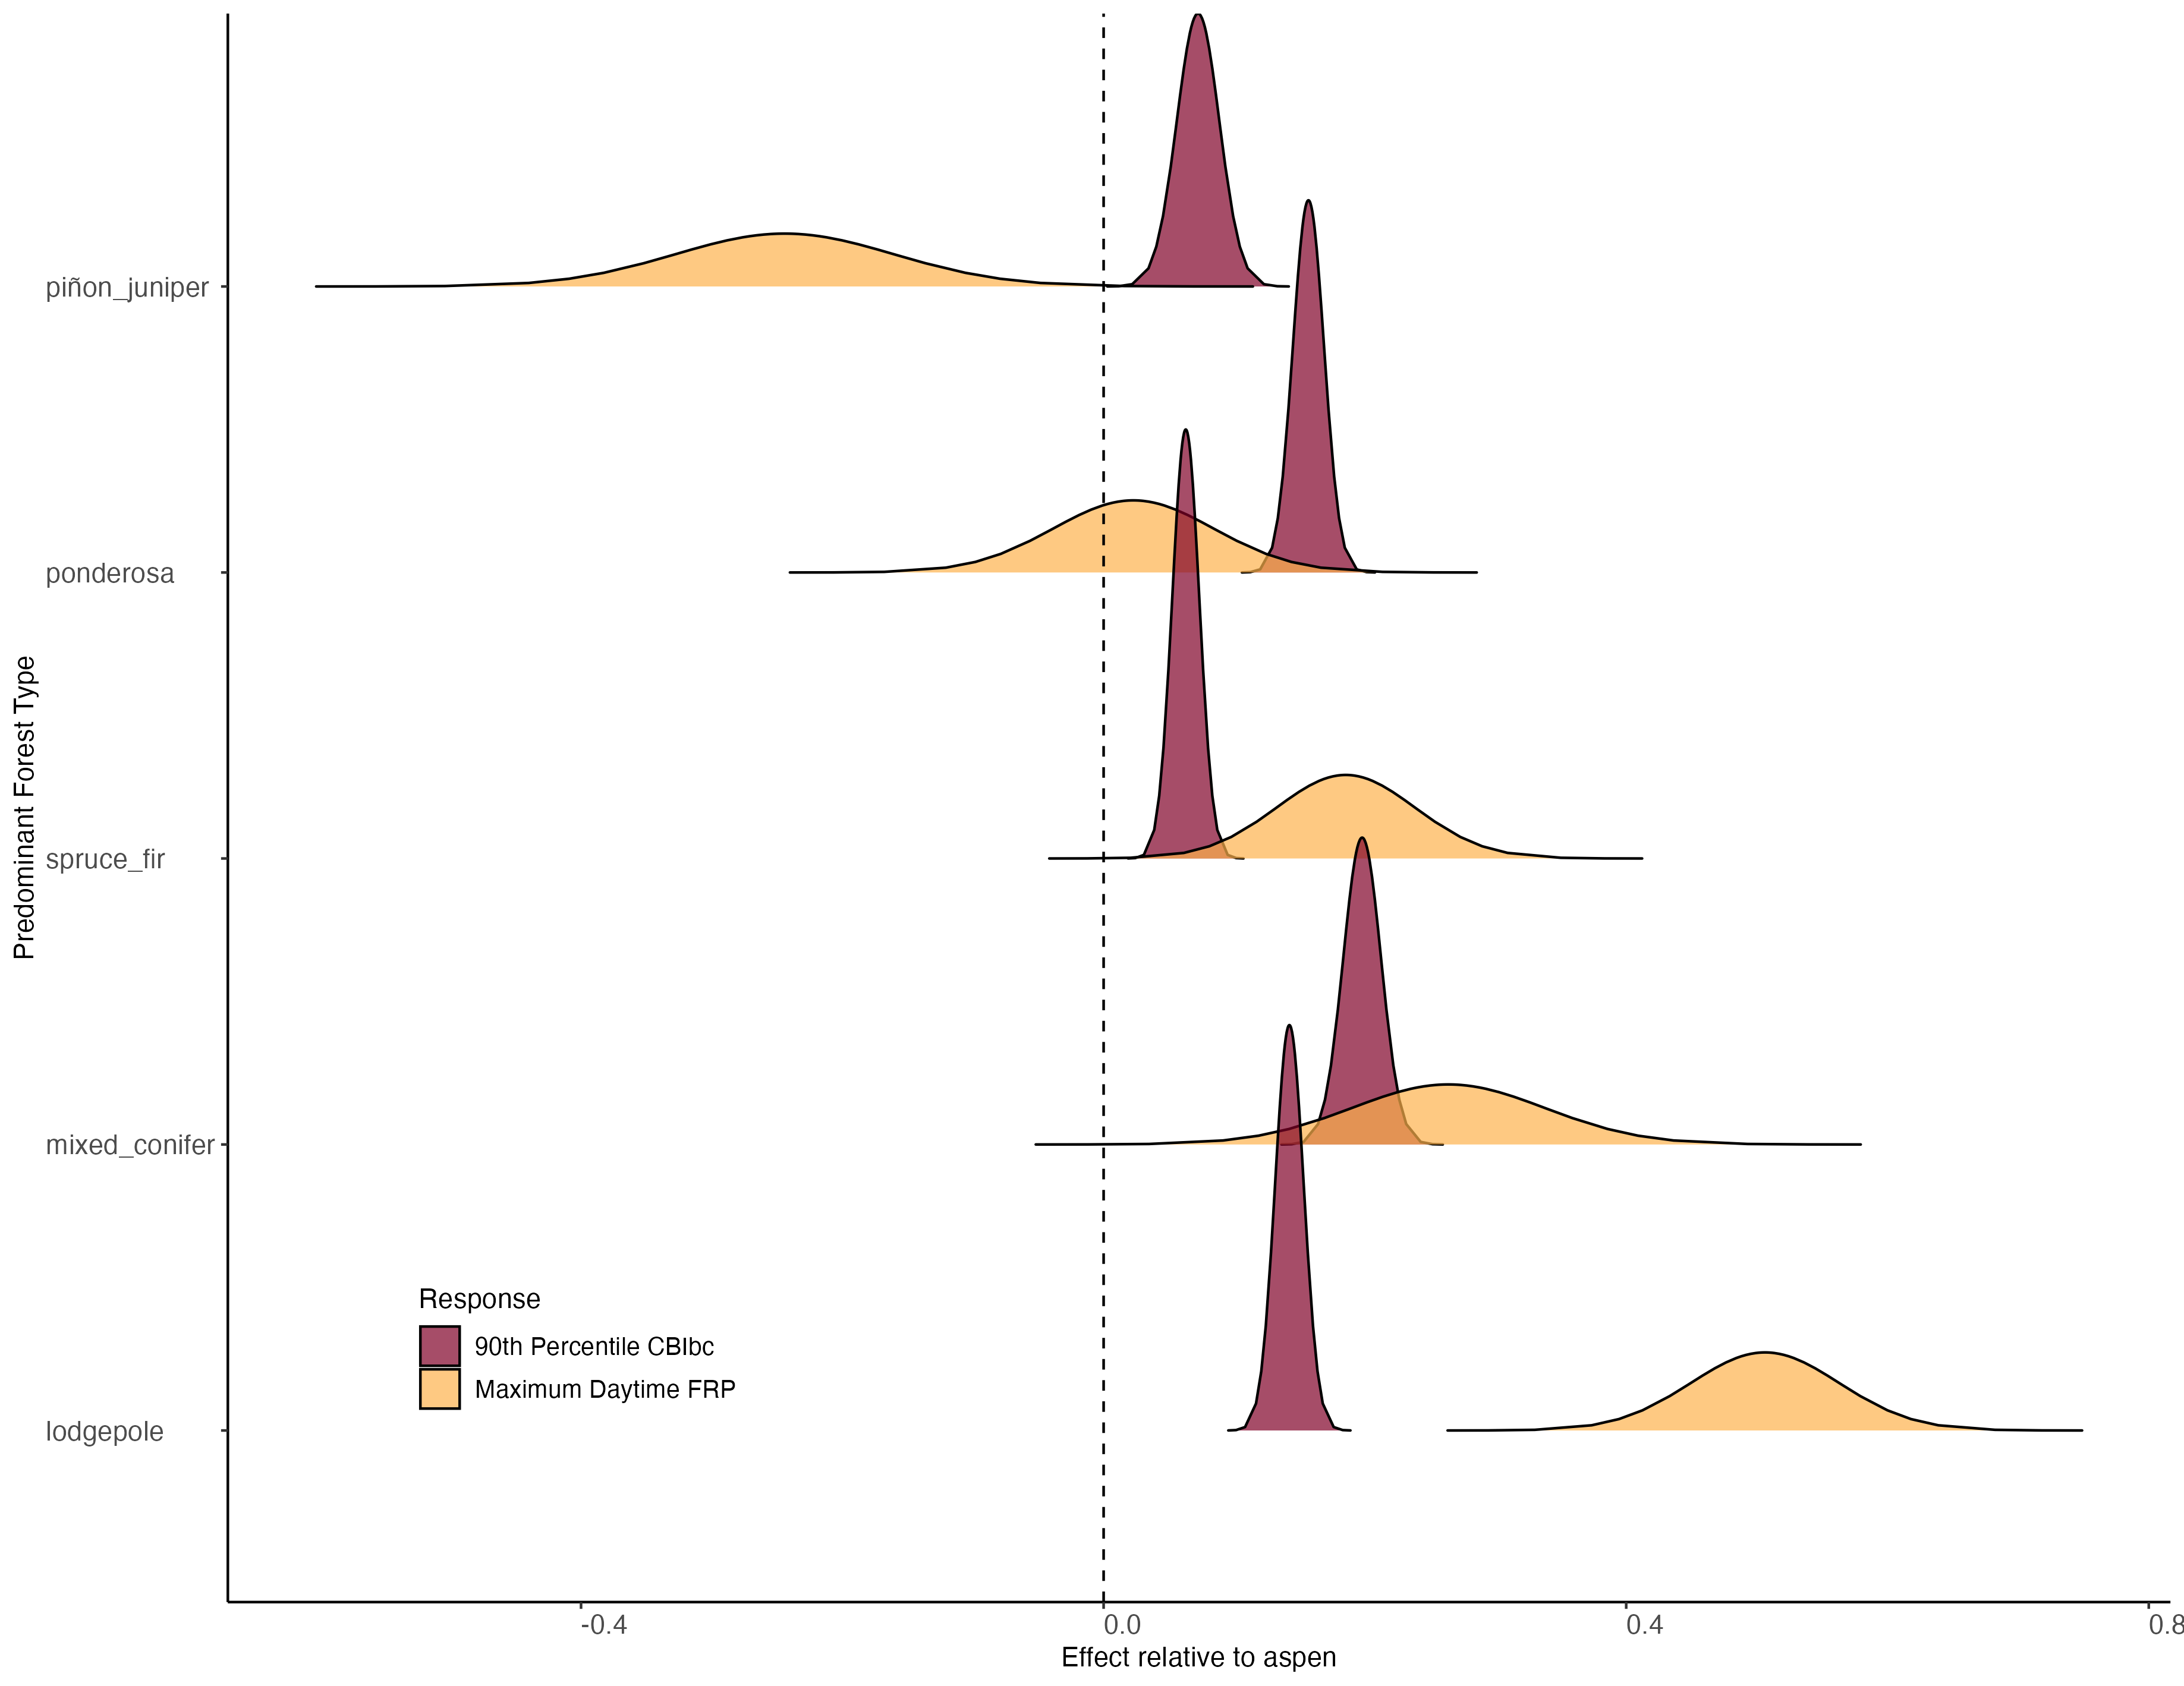 piñon_juniper
ponderosa
spruce_fir
mixed_conifer
lodgepole
Predominant Forest Type
Response
90th Percentile CBIbc
Maximum Daytime FRP
-0.4
0.0
0.4
0.8
Effect relative to aspen